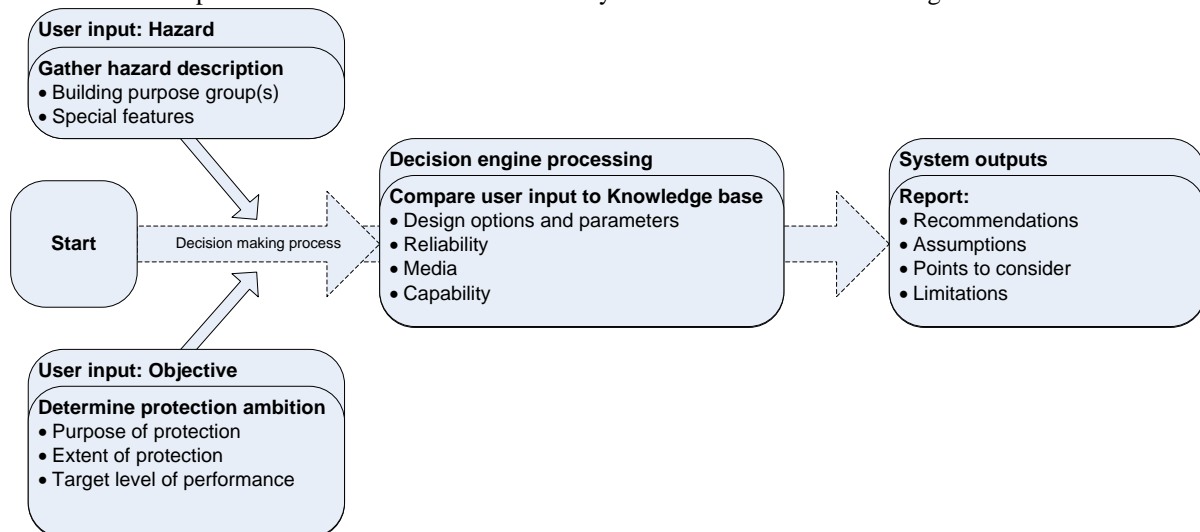 User input: Hazard
Gather hazard description
• Building purpose group(s)
• Special features
Start
Decision making process
Decision engine processing
Compare user input to Knowledge base
• Design options and parameters
• Reliability
• Media
• Capability
System outputs
Report:
• Recommendations
• Assumptions
• Points to consider
• Limitations
User input: Objective
Determine protection ambition
• Purpose of protection
• Extent of protection
• Target level of performance